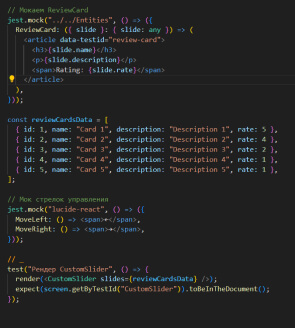 // Мокаем ReviewCard
jest.mock("../../Entities", () => ({
  ReviewCard: ({ slide }: { slide: any }) => (
    <article data-testid="review-card">
      <h3>{slide.name}</h3>
      <p>{slide.description}</p>
      <span>Rating: {slide.rate}</span>
    </article>
  ),
}));

const reviewCardsData = [
  { id: 1, name: "Card 1", description: "Description 1", rate: 5 },
  { id: 2, name: "Card 2", description: "Description 2", rate: 4 },
  { id: 3, name: "Card 3", description: "Description 3", rate: 2 },
  { id: 4, name: "Card 4", description: "Description 4", rate: 1 },
  { id: 5, name: "Card 5", description: "Description 5", rate: 1 },
];

// Мок стрелок управления
jest.mock("lucide-react", () => ({
  MoveLeft: () => <span>←</span>,
  MoveRight: () => <span>→</span>,
}));

// _
test("Рендер CustomSlider", () => {
  render(<CustomSlider slides={reviewCardsData} />);
  expect(screen.getByTestId("CustomSlider")).toBeInTheDocument();
});